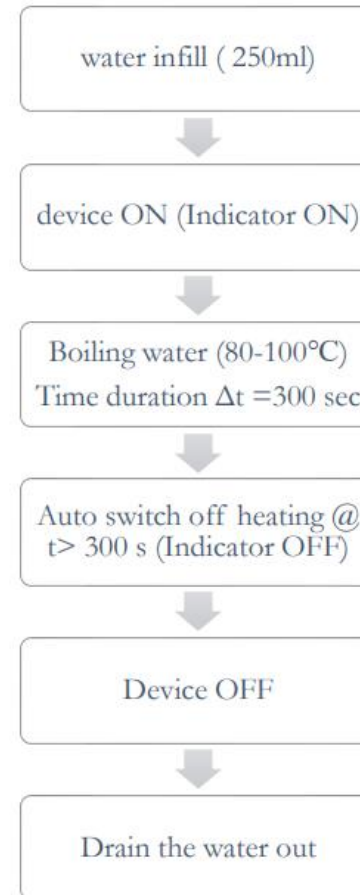 water infill ( 250ml)
device ON (Indicator ON)
Boiling water (80-100°C)
Time duration Δt =300 sec
Auto switch off heating @
t> 300 s (Indicator OFF)
Device OFF
Drain the water out